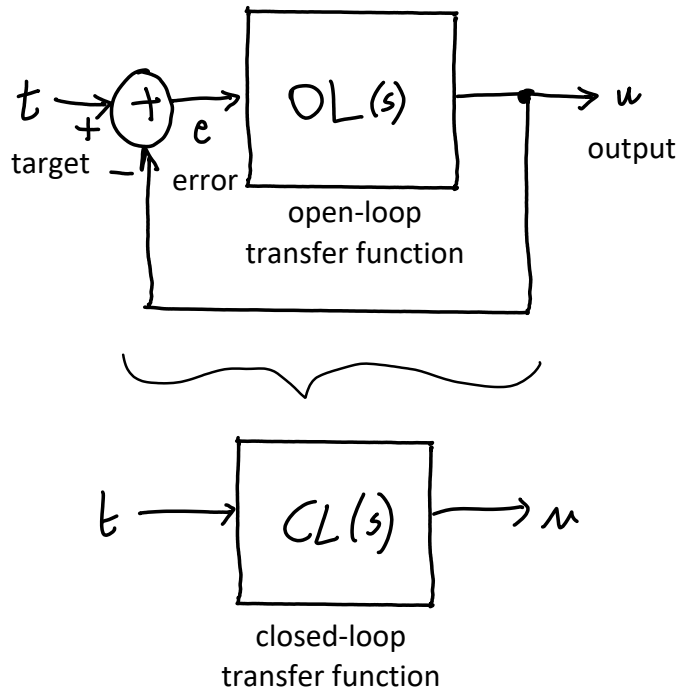 t
+
+
e
OL(s)
u
target
−
error
output
open-loop
transfer function
t
CL(s)
u
closed-loop
transfer function